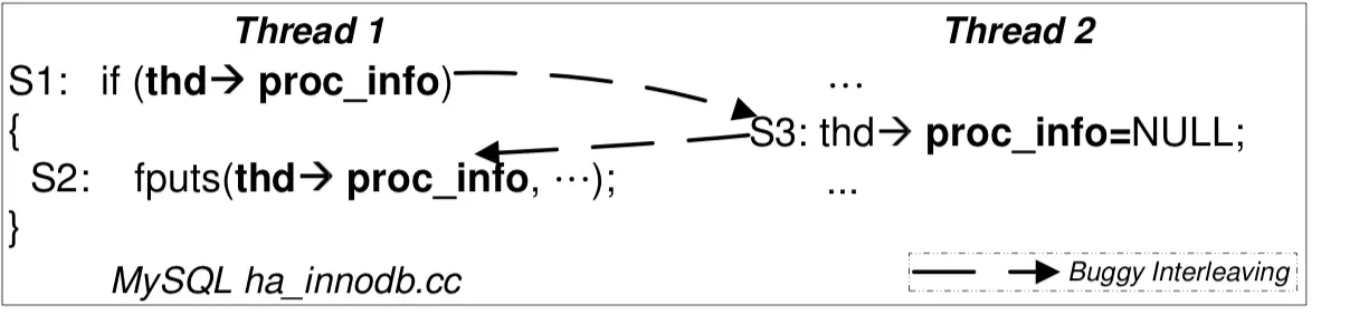 Thread 1
Thread 2
S1: if (thd→ proc_info)
...
{
S3: thd→ proc_info=NULL;
S2: fputs(thd→ proc_info, ...);
...
}
MySQL ha_innodb.cc
Buggy Interleaving